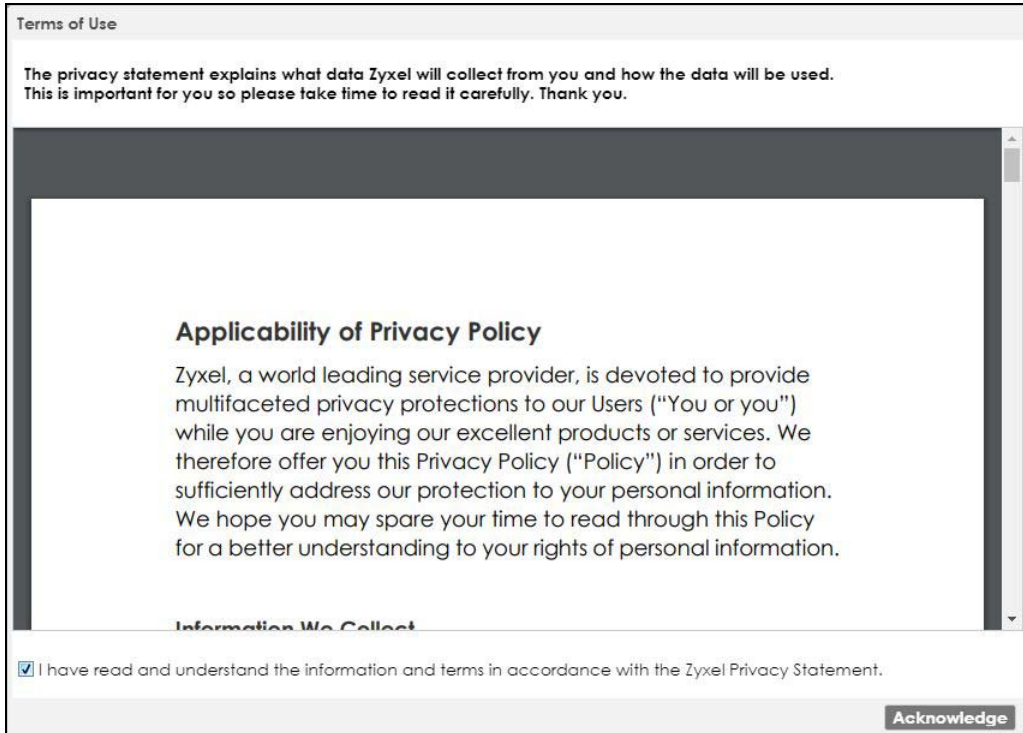 Terms of Use
The privacy statement explains what data Zyxel will collect from you and how the data will be used.
This is important for you so please take time to read it carefully. Thank you.
Applicability of Privacy Policy
Zyxel, a world leading service provider, is devoted to provide
multifaceted privacy protections to our Users (“You or you”)
while you are enjoying our excellent products or services. We
therefore offer you this Privacy Policy (“Policy”) in order to
sufficiently address our protection to your personal information.
We hope you may spare your time to read through this Policy
for a better understanding to your rights of personal information.
Information We Collect
I have read and understand the information and terms in accordance with the Zyxel Privacy Statement.
Acknowledge